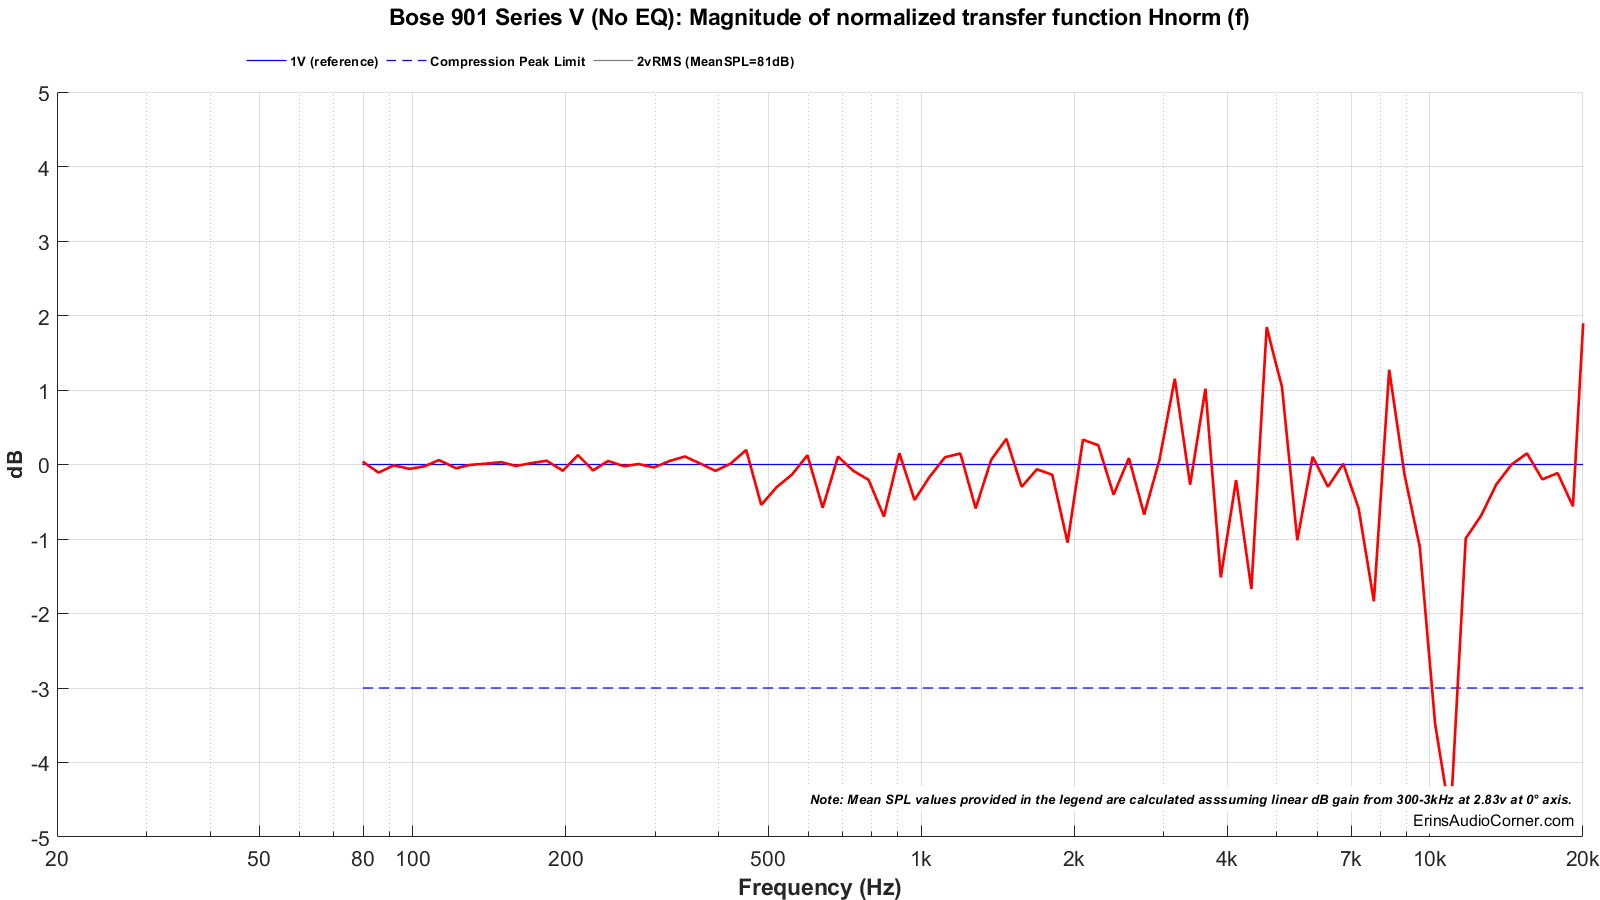 Bose 901 Series V (No EQ): Magnitude of normalized transfer function Hnorm (f)
1V (reference) Compression Peak Limit 2vRMS (MeanSPL=81dB)
5
4
3
2
1
0
-1
-2
-3
-4
-5
dB
Note: Mean SPL values provided in the legend are calculated asssuming linear dB gain from 300-3kHz at 2.83v at 0° axis.
ErinsAudioCorner.com
20 50 80 100 200 500 1k 2k 4k 7k 10k 20k
Frequency (Hz)